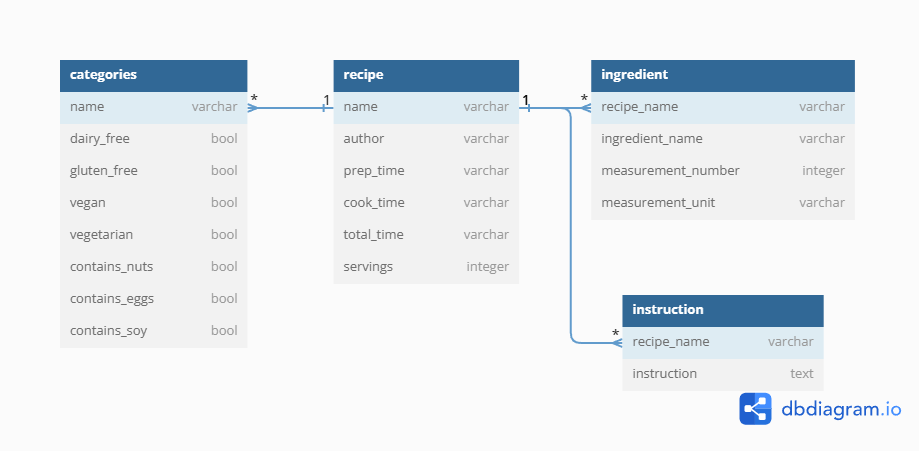 categories
name varchar
dairy_free bool
gluten_free bool
vegan bool
vegetarian bool
contains_nuts bool
contains_eggs bool
contains_soy bool
* 1
recipe
name varchar
author varchar
prep_time varchar
cook_time varchar
total_time varchar
servings integer
1 *
ingredient
recipe_name varchar
ingredient_name varchar
measurement_number integer
measurement_unit varchar
*
instruction
recipe_name varchar
instruction text
dbdiagram.io